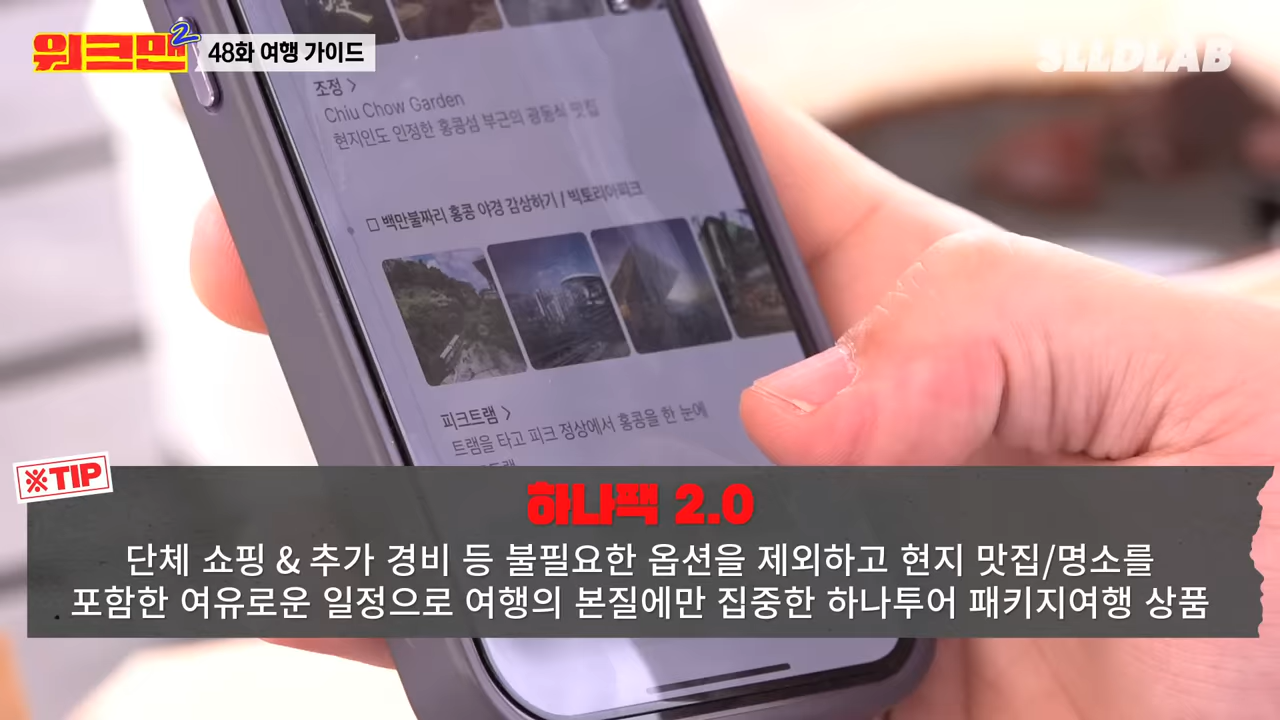 워크맨2 48화 여행 가이드
SLLDLAB
조정 >
Chiu Chow Garden
현지인도 인정한 홍콩섬 부근의 광동식 맛집
□ 백만불짜리 홍콩 야경 감상하기 / 빅토리아피크
피크트램 >
트램을 타고 피크 정상에서 홍콩을 한 눈에
※TIP
하나팩 2.0
단체 쇼핑 & 추가 경비 등 불필요한 옵션을 제외하고 현지 맛집/명소를
포함한 여유로운 일정으로 여행의 본질에만 집중한 하나투어 패키지여행 상품